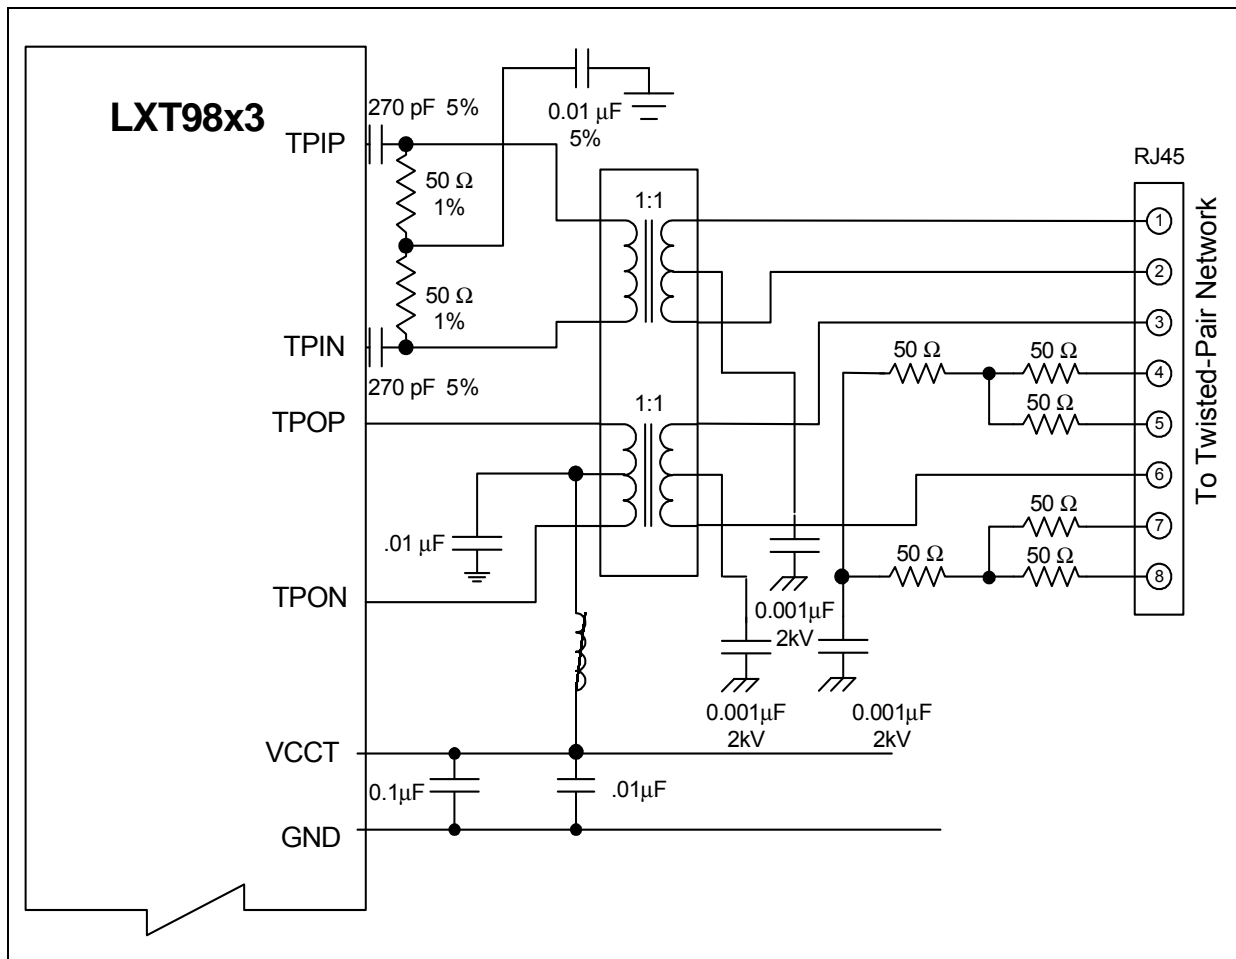 LXT98x3
270 pF 5%
0.01 μF
5%
TPIP
50 Ω
1%
50 Ω
1%
TPIN
270 pF 5%
TPOP
.01 μF
TPON
VCCT
0.1μF
.01μF
GND
1:1
1:1
0.001μF
2kV
0.001μF
2kV
0.001μF
2kV
50 Ω
50 Ω
50 Ω
50 Ω
50 Ω
50 Ω
RJ45
1
2
3
4
5
6
7
8
To Twisted-Pair Network